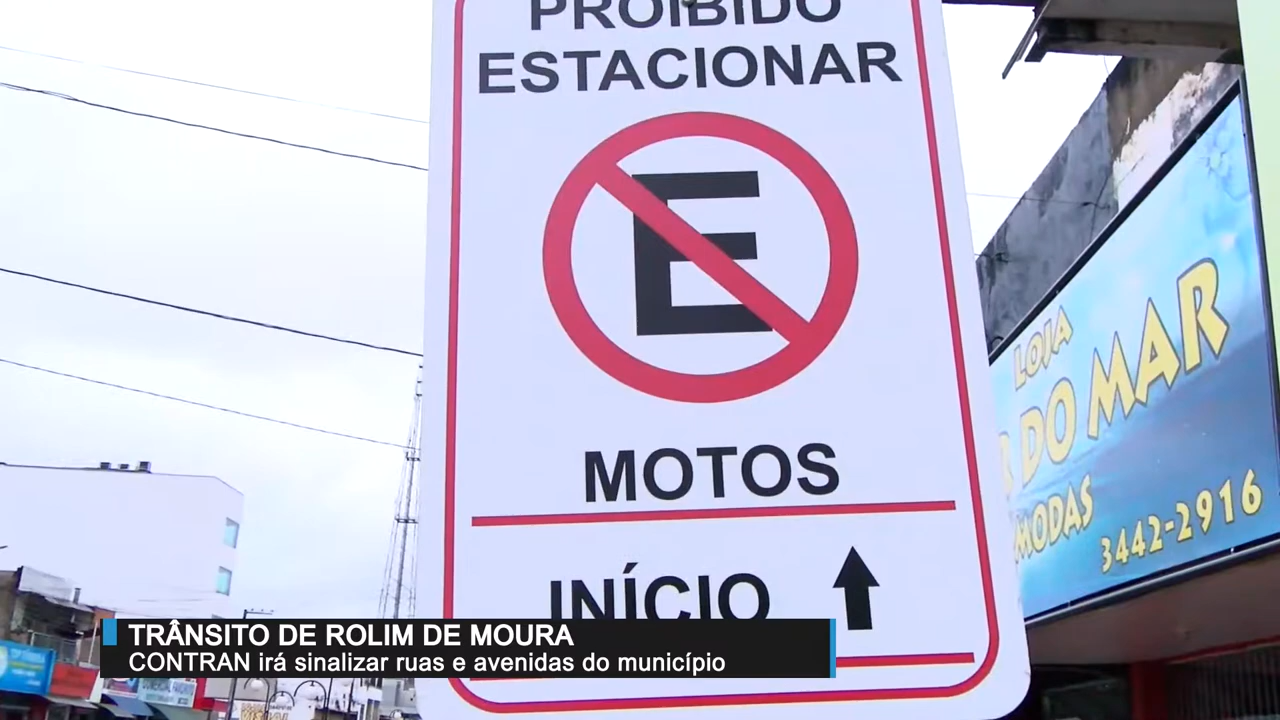 PROIBIDO
ESTACIONAR
E
MOTOS
INÍCIO
LOJA
DO MAR
MODAS
3442-2916
TRÂNSITO DE ROLIM DE MOURA
CONTRAN irá sinalizar ruas e avenidas do município